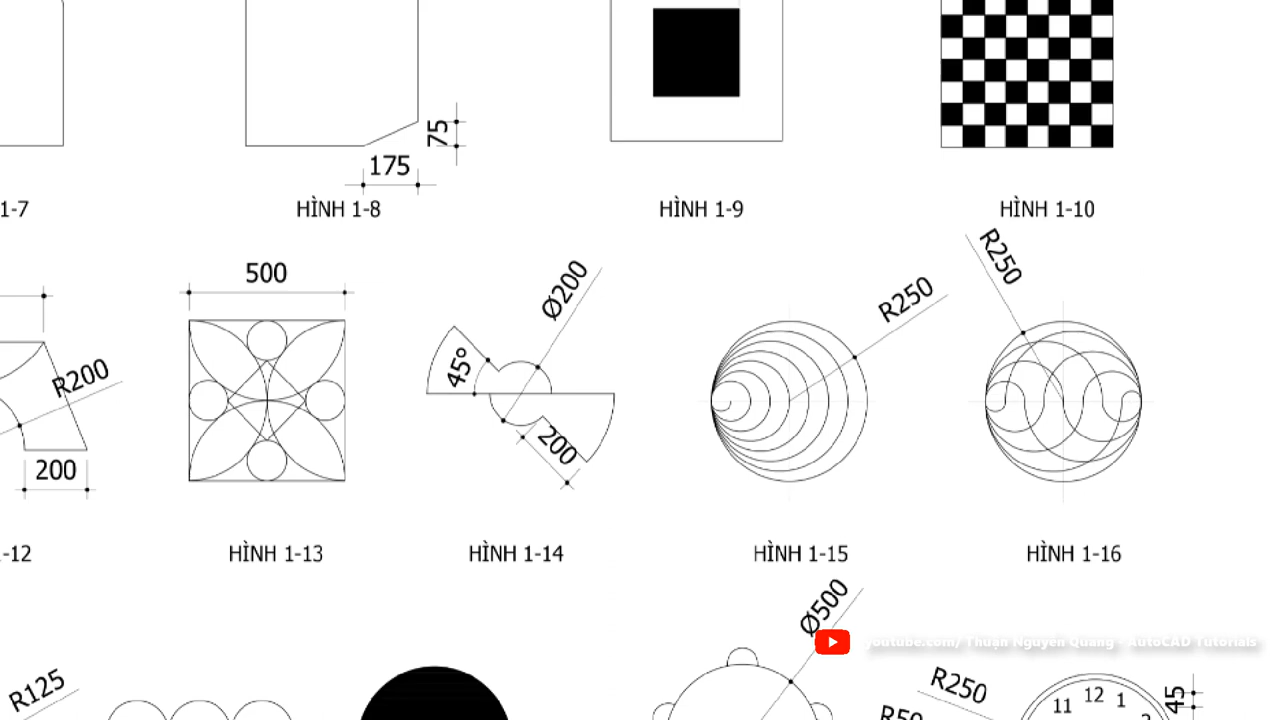 75
175
1-7
HÌNH 1-8
HÌNH 1-9
HÌNH 1-10
500
Ø200
R250
R250
R200
45°
200
200
-12
HÌNH 1-13
HÌNH 1-14
HÌNH 1-15
HÌNH 1-16
Ø500
youtube.com/ Thuận Nguyễn Quang - AutoCAD Tutorials
R125
R250
R50
11 12 1
45